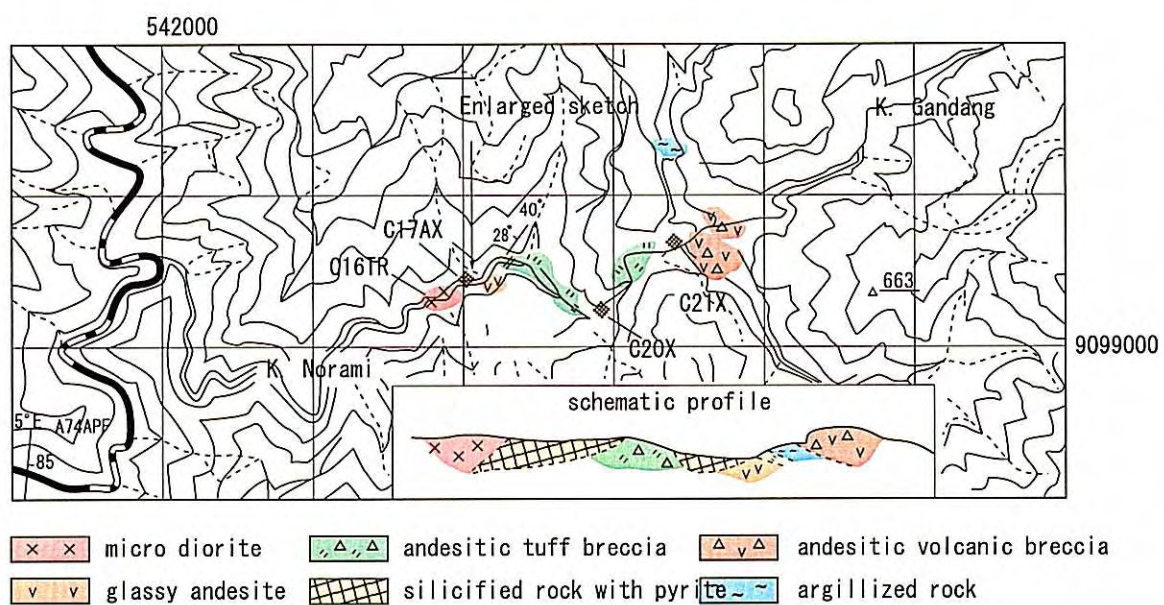 542000
Enlarged sketch
K. Gandang
C17AX
40°
28
Q16TR
663
C21X
C20X
9099000
K Norami
schematic profile
5°E A74APF
85
micro diorite
andesitic tuff breccia
andesitic volcanic breccia
glassy andesite
silicified rock with pyrite
argillized rock